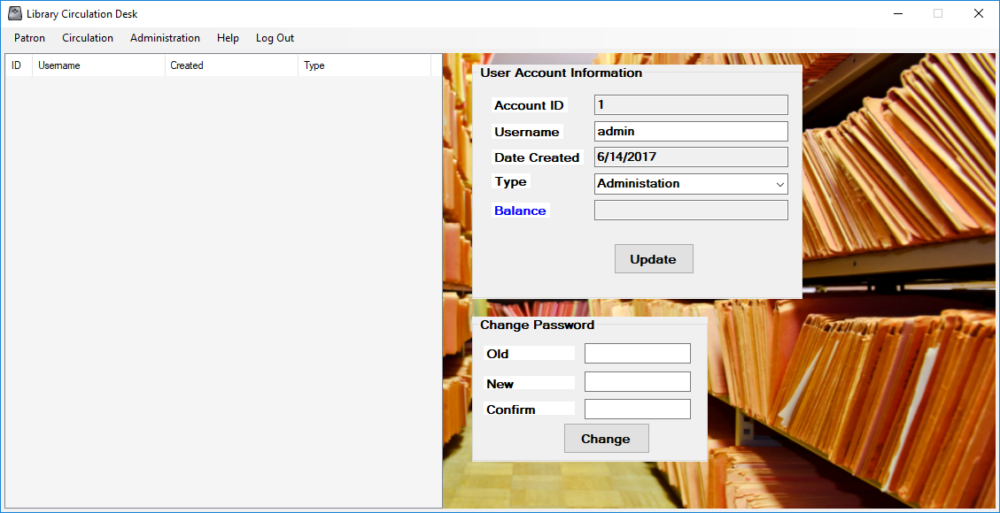 Library Circulation Desk
Patron Circulation Administration Help Log Out
ID Username Created Type
User Account Information
Account ID 1
Username admin
Date Created 6/14/2017
Type Administation
Balance
Update
Change Password
Old
New
Confirm
Change